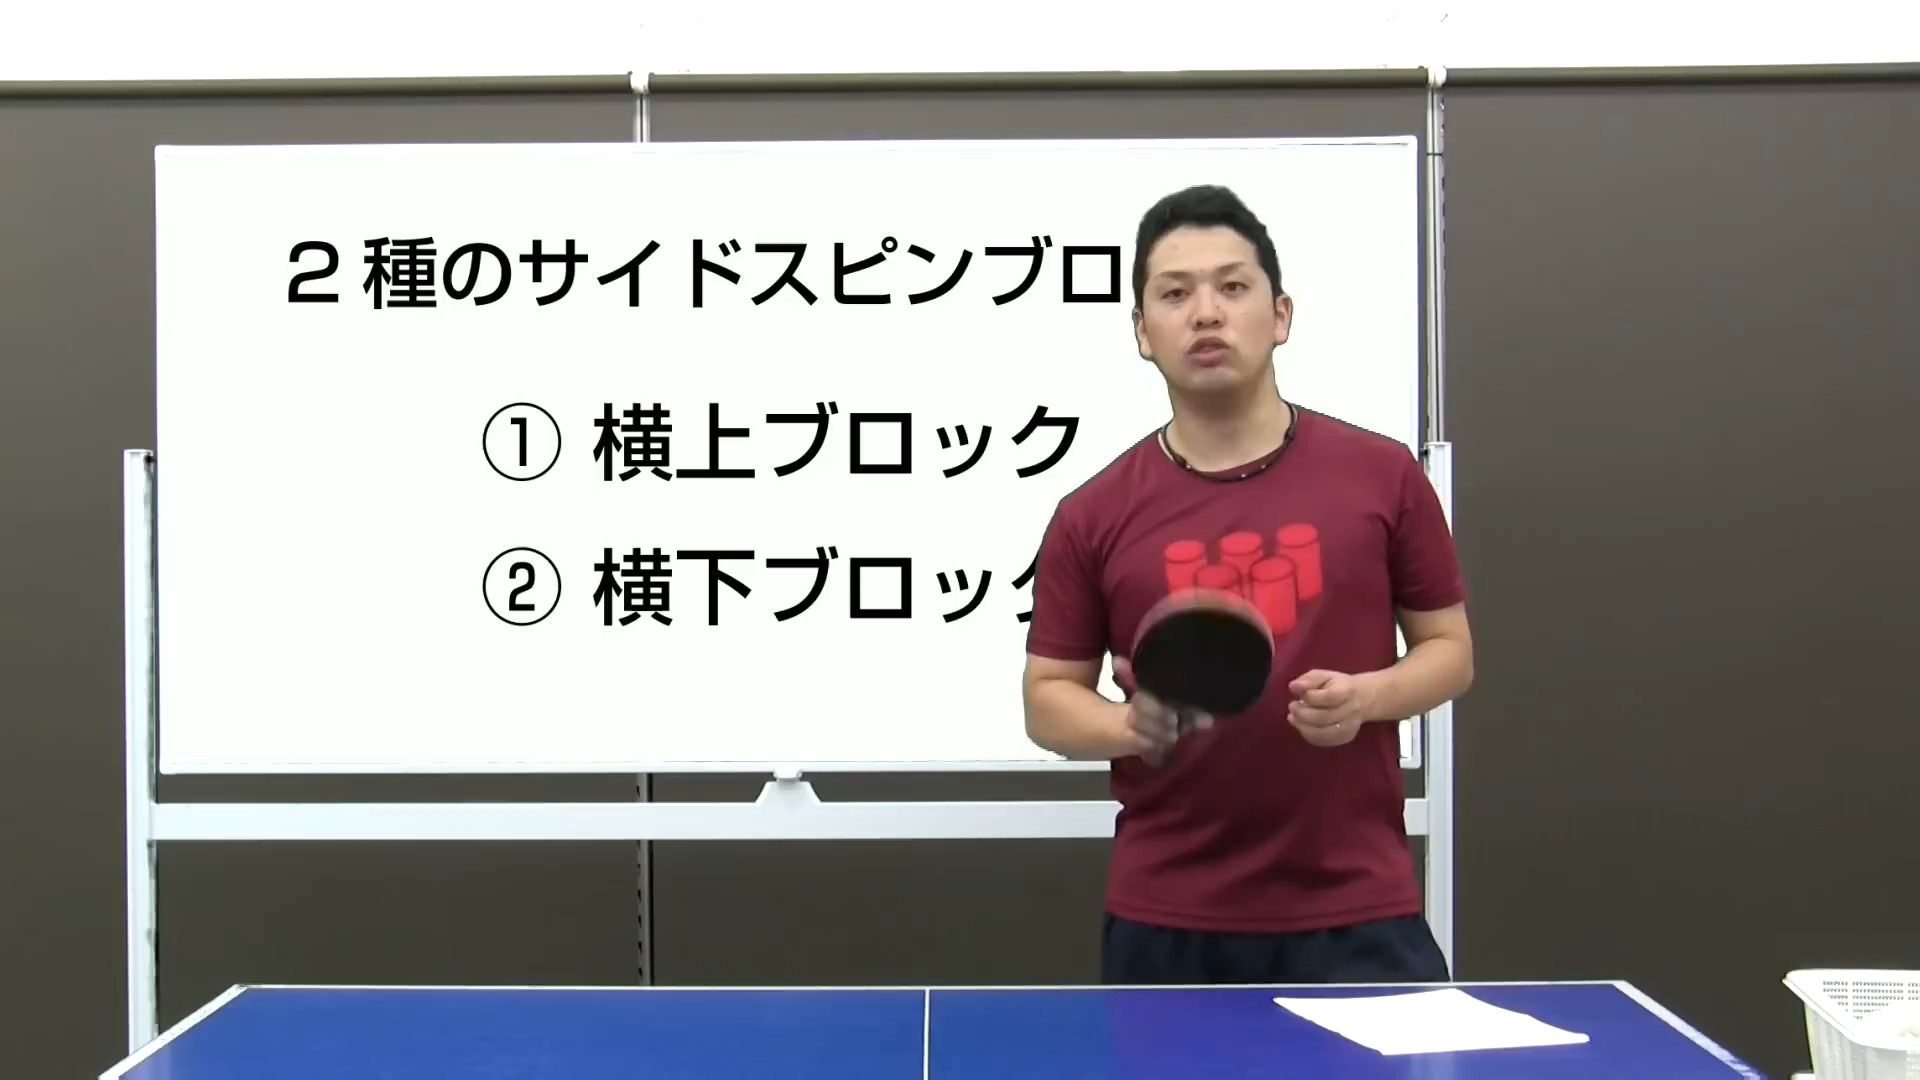 ２種のサイドスピンブロ
① 横上ブロック
② 横下ブロック